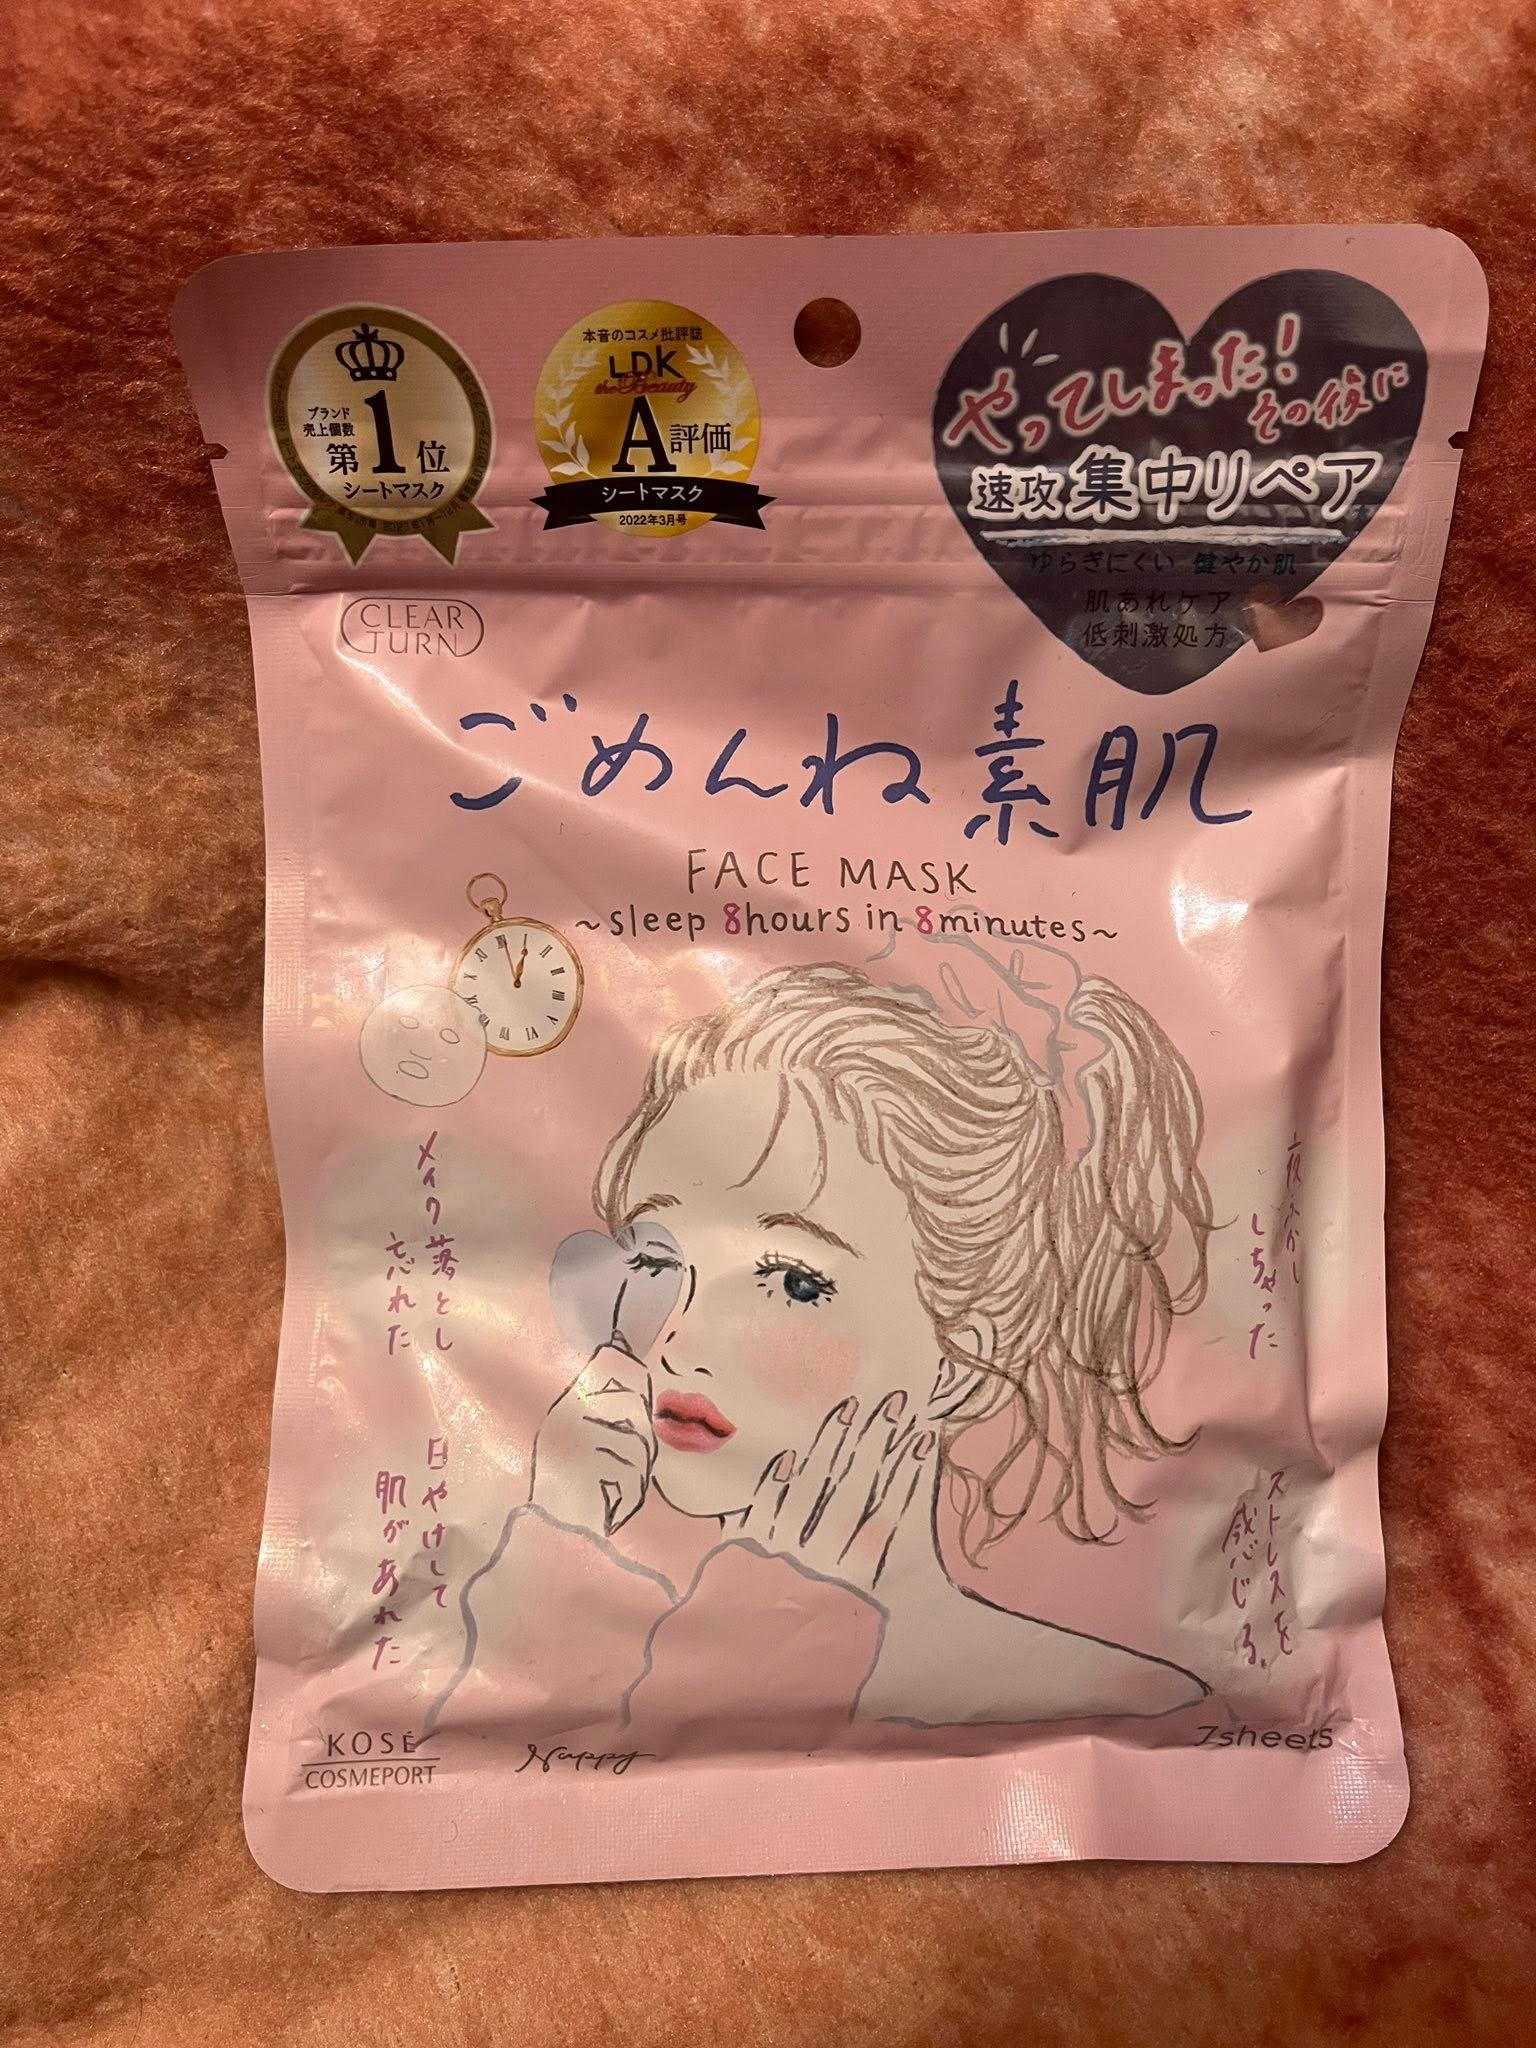 ブランド
売上個数
第1位
シートマスク
本音のコスメ批評誌
LDK
the Beauty
A評価
シートマスク
2022年3月号
やってしまった!
その後に
速攻集中リペア
ゆらぎにくい 健やか肌
肌あれケア
低刺激処方
CLEAR
TURN
ごめんね素肌
FACE MASK
~sleep 8hours in 8minutes~
メイク落とし
忘れた
夜ふかし
しちゃった
日やけして
肌があれた
ストレスを
感じる。
KOSÉ
COSMEPORT
Nuppy
7sheets